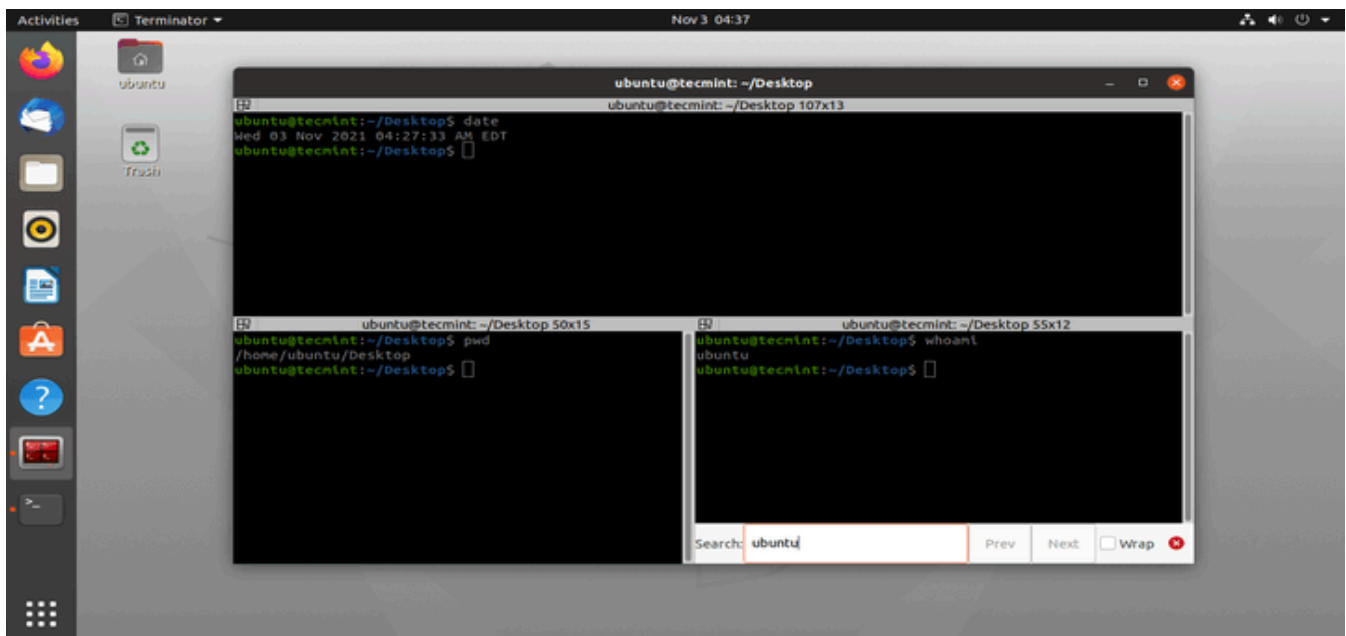 Activities
Terminator
Nov 3 04:37
ubuntu
Trash
ubuntu@tecmint: ~/Desktop
ubuntu@tecmint: ~/Desktop 107x13
ubuntu@tecmint:~/Desktop$ date
Wed 03 Nov 2021 04:27:33 AM EDT
ubuntu@tecmint:~/Desktop$
ubuntu@tecmint: ~/Desktop 50x15
ubuntu@tecmint:~/Desktop$ pwd
/home/ubuntu/Desktop
ubuntu@tecmint:~/Desktop$
ubuntu@tecmint: ~/Desktop 55x12
ubuntu@tecmint:~/Desktop$ whoami
ubuntu
ubuntu@tecmint:~/Desktop$
Search: ubuntu Prev Next Wrap